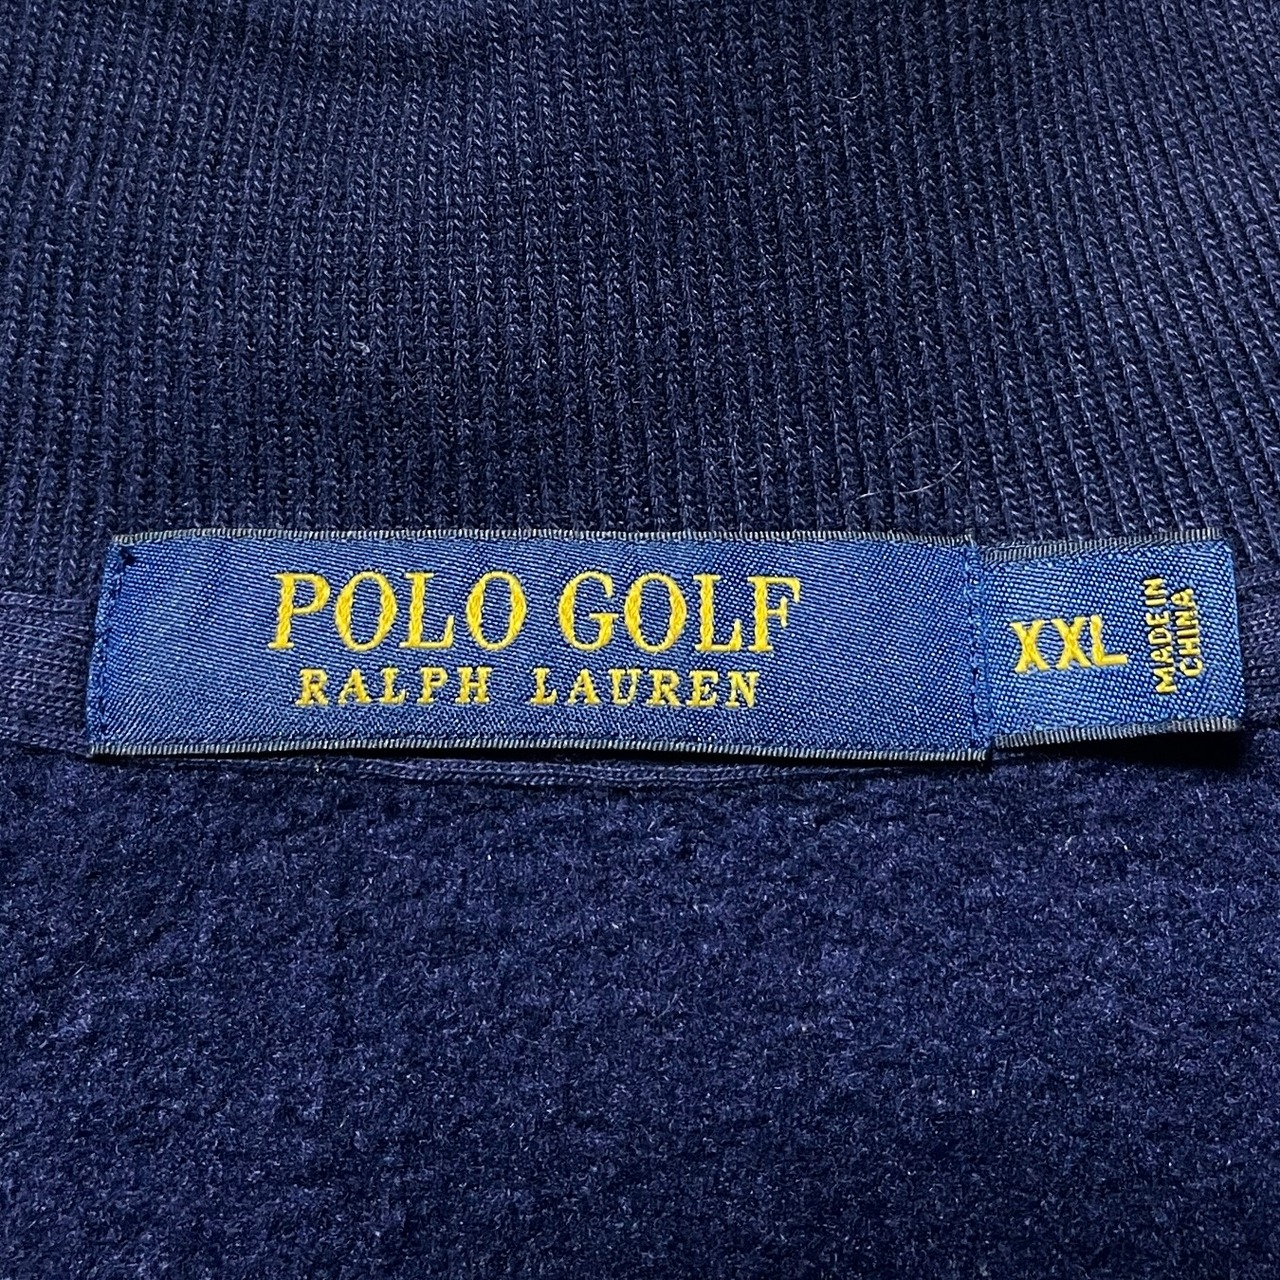 POLO GOLF
RALPH LAUREN
XXL
MADE IN
CHINA